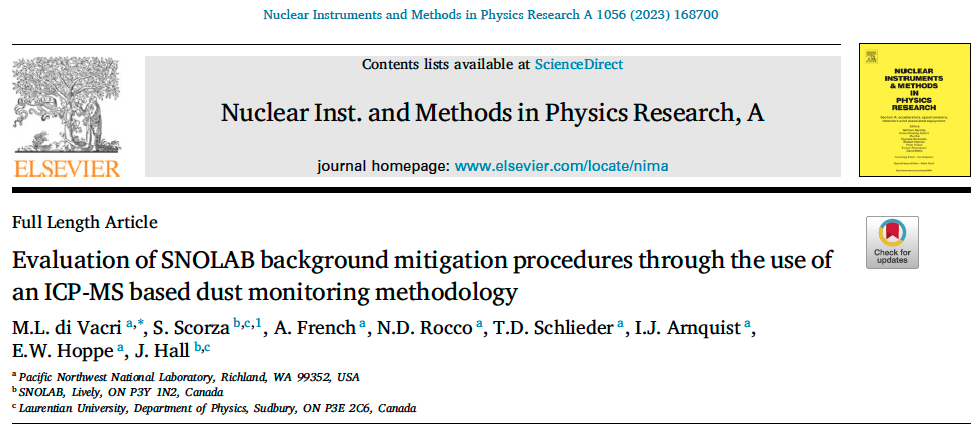 Nuclear Instruments and Methods in Physics Research A 1056 (2023) 168700
Contents lists available at ScienceDirect
Nuclear Inst. and Methods in Physics Research, A
journal homepage: www.elsevier.com/locate/nima
ELSEVIER
NUCLEAR
INSTRUMENTS
& METHODS
IN
PHYSICS
RESEARCH
Full Length Article
Check for
updates
Evaluation of SNOLAB background mitigation procedures through the use of
an ICP-MS based dust monitoring methodology
M.L. di Vacri a,*, S. Scorza b,c,1, A. French a, N.D. Rocco a, T.D. Schlieder a, I.J. Arnquist a,
E.W. Hoppe a, J. Hall b,c
a Pacific Northwest National Laboratory, Richland, WA 99352, USA
b SNOLAB, Lively, ON P3Y 1N2, Canada
c Laurentian University, Department of Physics, Sudbury, ON P3E 2C6, Canada